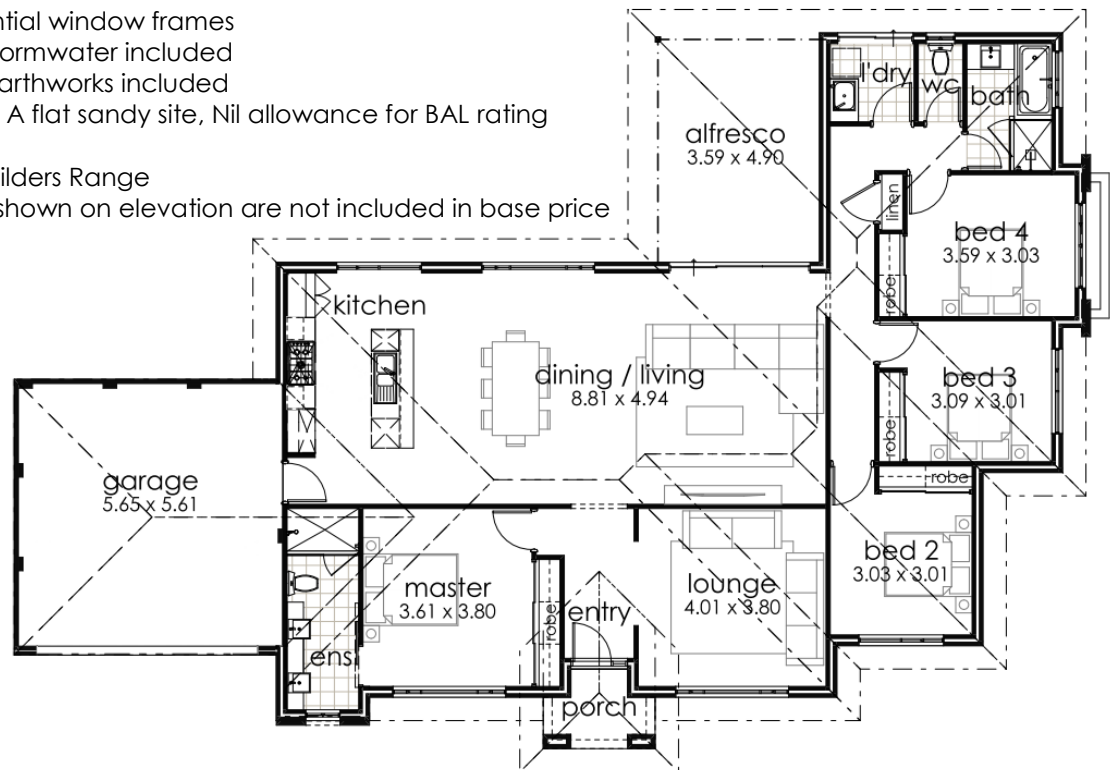 ntial window frames
ormwater included
arthworks included
A flat sandy site, Nil allowance for BAL rating
ilders Range
shown on elevation are not included in base price
l'dry
wc
bath
alfresco
3.59 x 4.90
linen
bed 4
3.59 x 3.03
robe
kitchen
dining / living
8.81 x 4.94
bed 3
3.09 x 3.01
robe
garage
5.65 x 5.61
robe
bed 2
3.03 x 3.01
master
3.61 x 3.80
robe
entry
lounge
4.01 x 3.80
ens
porch